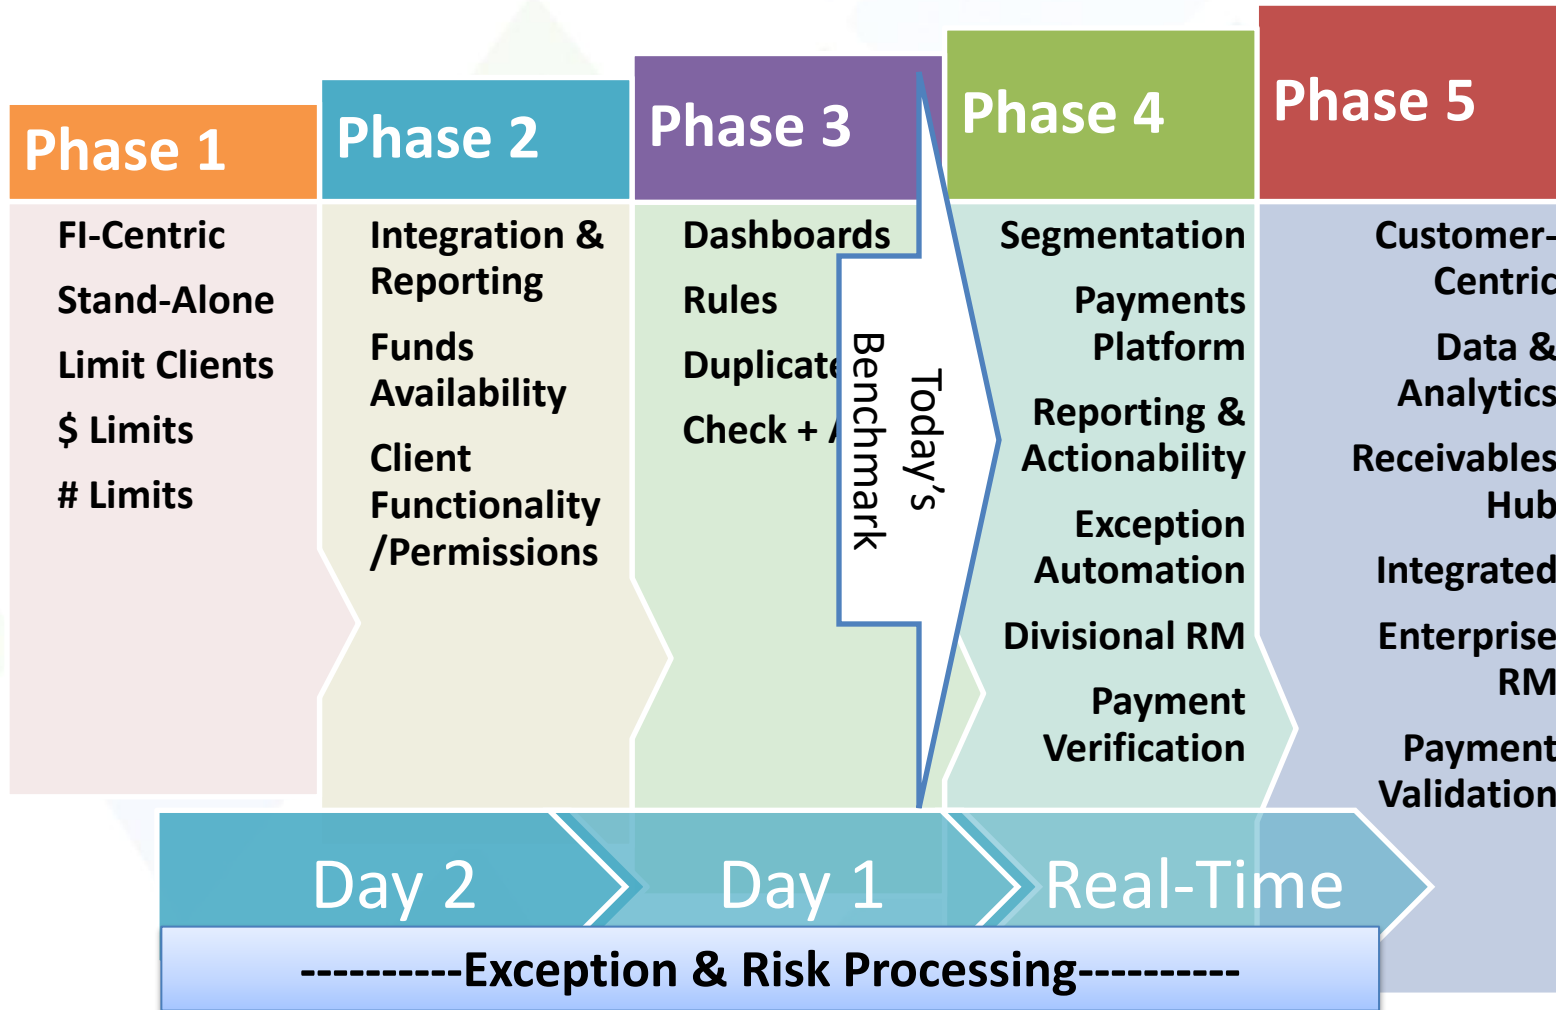 Phase 1
FI-Centric
Stand-Alone
Limit Clients
$ Limits
# Limits
Phase 2
Integration &
Reporting
Funds
Availability
Client
Functionality
/Permissions
Phase 3
Dashboards
Rules
Duplicate
Check +
Today's
Benchmark
Phase 4
Segmentation
Payments
Platform
Reporting &
Actionability
Exception
Automation
Divisional RM
Payment
Verification
Phase 5
Customer-
Centric
Data &
Analytics
Receivables
Hub
Integrated
Enterprise
RM
Payment
Validation
Day 2
Day 1
Real-Time
----------Exception & Risk Processing----------